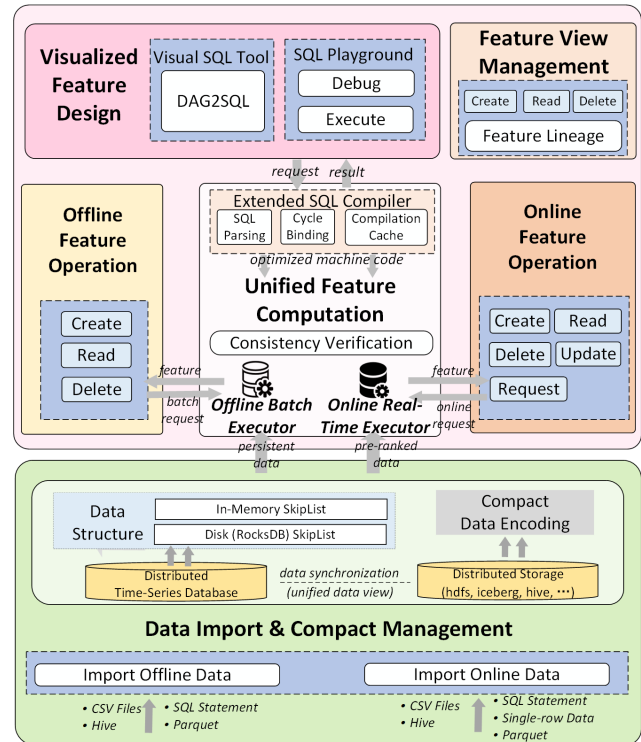 Visualized
Feature
Design
Visual SQL Tool
DAG2SQL
SQL Playground
Debug
Execute
Feature View
Management
Create
Read
Delete
Feature Lineage
request
result
Offline
Feature
Operation
Create
Read
Delete
Extended SQL Compiler
SQL
Parsing
Cycle
Binding
Compilation
Cache
optimized machine code
Unified Feature
Computation
Consistency Verification
Offline Batch
Executor
Online Real-
Time Executor
feature
batch
request
feature
online
request
Online
Feature
Operation
Create
Read
Delete
Update
Request
persistent
data
pre-ranked
data
Data
Structure
In-Memory SkipList
Disk (RocksDB) SkipList
Compact
Data Encoding
Distributed
Time-Series Database
data synchronization
(unified data view)
Distributed Storage
(hdfs, iceberg, hive, ···)
Data Import & Compact Management
Import Offline Data
Import Online Data
• CSV Files
• Hive
• SQL Statement
• Parquet
• CSV Files
• Hive
• SQL Statement
• Single-row Data
• Parquet